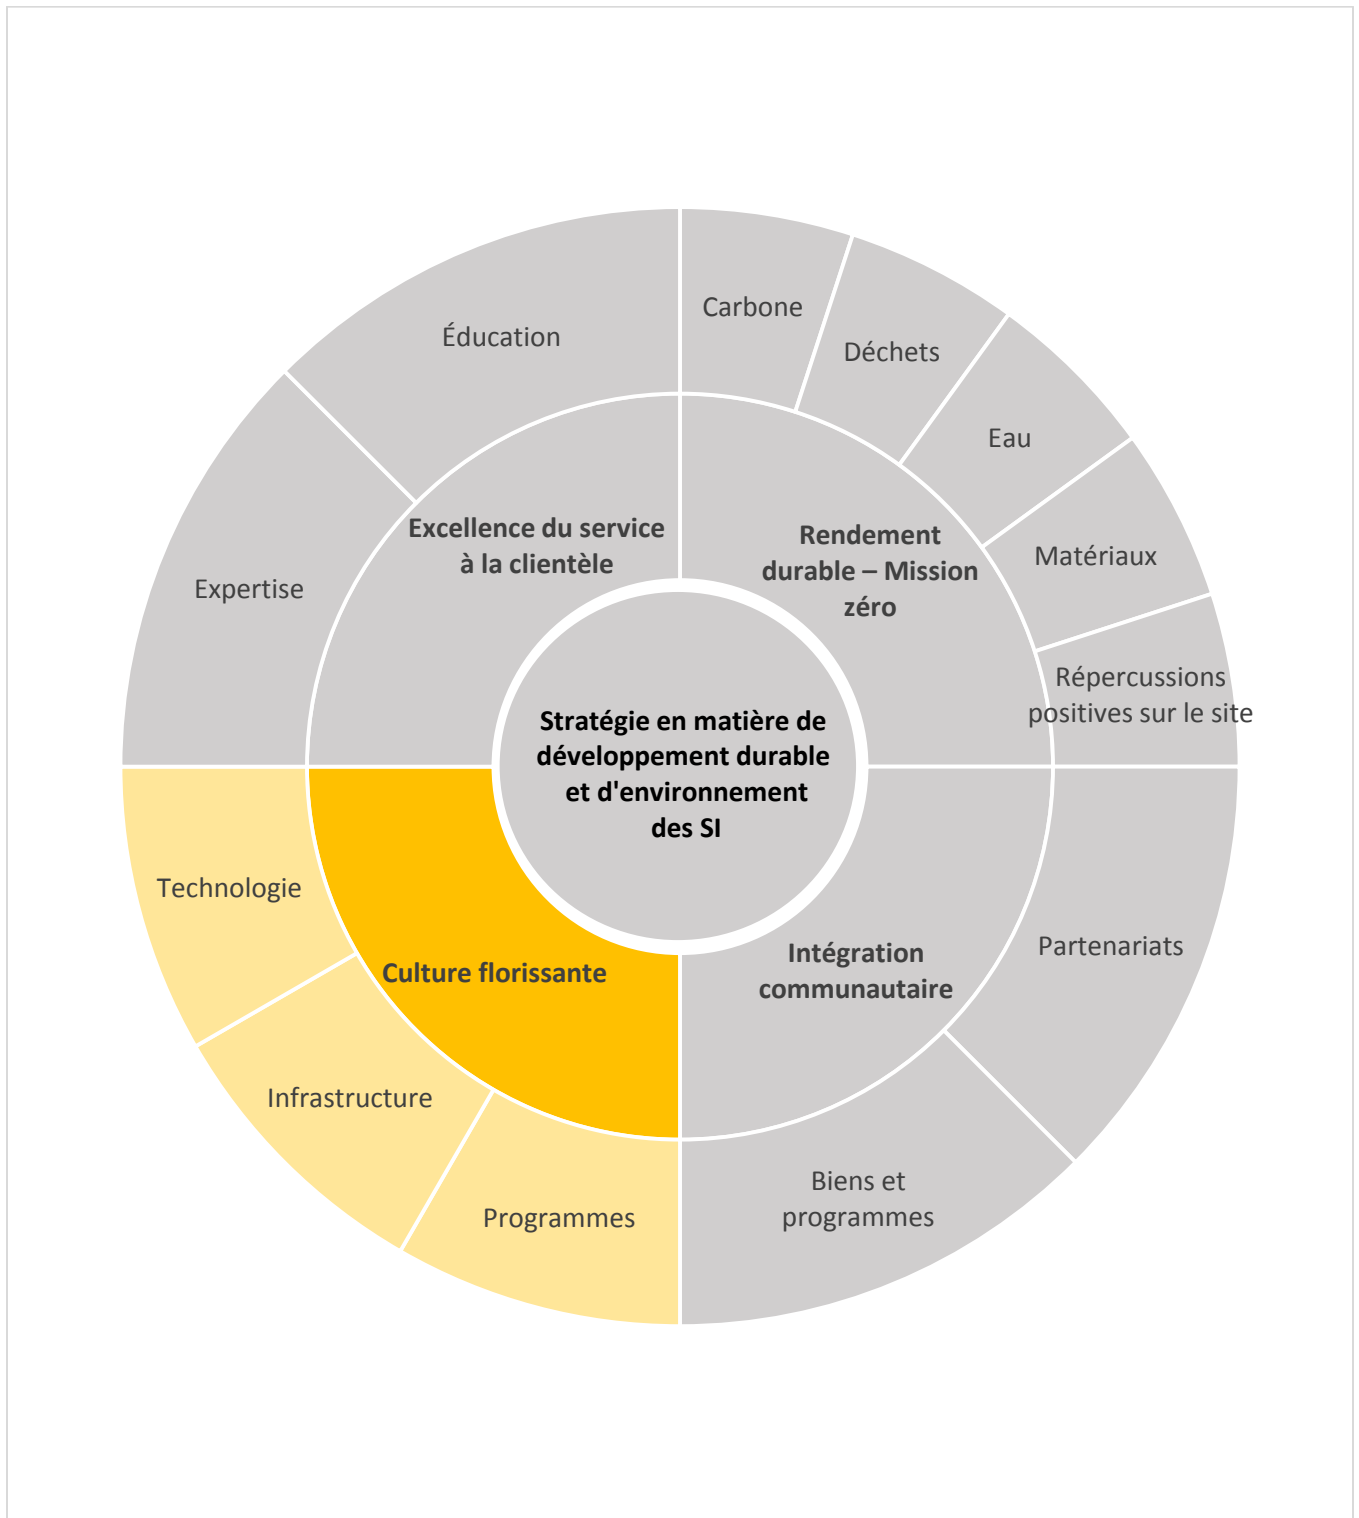 Éducation
Carbone
Déchets
Eau
Matériaux
Répercussions
positives sur le site
Expertise
Excellence du service
à la clientèle
Rendement
durable – Mission
zéro
Stratégie en matière de
développement durable
et d'environnement
des SI
Technologie
Infrastructure
Programmes
Culture florissante
Intégration
communautaire
Partenariats
Biens et
programmes